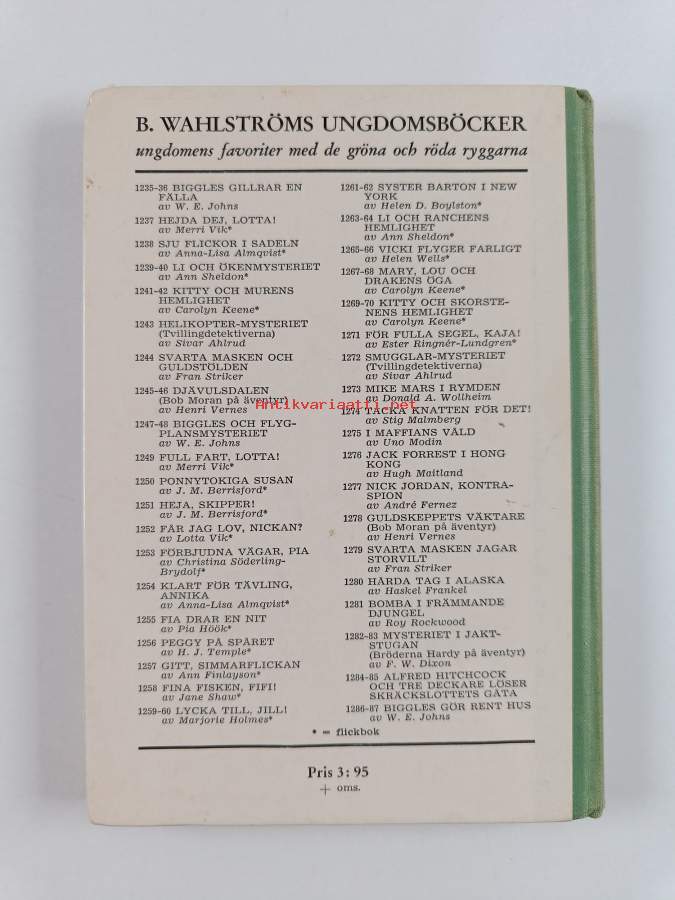 B. WAHLSTRÖMS UNGDOMSBÖCKER
ungdomens favoriter med de gröna och röda ryggarna
1235-36 BIGGLES GILLRAR EN
FÄLLA
av W. E. Johns
1237 HEJDA DEJ, LOTTA!
av Merri Vik*
1238 SJU FLICKOR I SADELN
av Anna-Lisa Almqvist*
1239-40 LI OCH ÖKENMYSTERIET
av Ann Sheldon*
1241-42 KITTY OCH MURENS
HEMLIGHET
av Carolyn Keene*
1243 HELIKOPTER-MYSTERIET
(Tvillingdetektiverna)
av Sivar Ahlrud
1244 SVARTA MASKEN OCH
GULDSTÖLDEN
av Fran Striker
1245-46 DJÄVULSDALEN
(Bob Moran på äventyr)
av Henri Vernes
1247-48 BIGGLES OCH FLYG-
PLANSMYSTERIET
av W. E. Johns
1249 FULL FART, LOTTA!
av Merri Vik*
1250 PONNYTOKIGA SUSAN
av J. M. Berrisford*
1251 HEJA, SKIPPER!
av J. M. Berrisford*
1252 FÅR JAG LOV, NICKAN?
av Lotta Vik*
1253 FÖRBJUDNA VÄGAR, PIA
av Christina Söderling-
Brydolf*
1254 KLART FÖR TÄVLING,
ANNIKA
av Anna-Lisa Almqvist*
1255 FIA DRAR EN NIT
av Pia Höök*
1256 PEGGY PÅ SPÅRET
av H. J. Temple*
1257 GITT, SIMMARFLICKAN
av Ann Finlayson*
1258 FINA FISKEN, FIFI!
av Jane Shaw*
1259-60 LYCKA TILL, JILL!
av Marjorie Holmes*
1261-62 SYSTER BARTON I NEW
YORK
av Helen D. Boylston*
1263-64 LI OCH RANCHENS
HEMLIGHET
av Ann Sheldon*
1265-66 VICKI FLYGER FARLIGT
av Helen Wells*
1267-68 MARY, LOU OCH
DRAKENS ÖGA
av Carolyn Keene*
1269-70 KITTY OCH SKORSTE-
NENS HEMLIGHET
av Carolyn Keene*
1271 FÖR FULLA SEGEL, KAJA!
av Ester Ringnér-Lundgren*
1272 SMUGGLAR-MYSTERIET
(Tvillingdetektiverna)
av Sivar Ahlrud
1273 MIKE MARS I RYMDEN
av Donald A. Wollheim
1274 TACKA KNATTEN FÖR DET!
av Stig Malmberg
1275 I MAFFIANS VÅLD
av Uno Modin
1276 JACK FORREST I HONG
KONG
av Hugh Maitland
1277 NICK JORDAN, KONTRA-
SPION
av André Fernez
1278 GULDSKEPPETS VÄKTARE
(Bob Moran på äventyr)
av Henri Vernes
1279 SVARTA MASKEN JAGAR
STORVILT
av Fran Striker
1280 HÅRDA TAG I ALASKA
av Haskel Frankel
1281 BOMBA I FRÄMMANDE
DJUNGEL
av Roy Rockwood
1282-83 MYSTERIET I JAKT-
STUGAN
(Bröderna Hardy på äventyr)
av F. W. Dixon
1284-85 ALFRED HITCHCOCK
OCH TRE DECKARE LÖSER
SKRÄCKSLOTTETS GÅTA
1286-87 BIGGLES GÖR RENT HUS
av W. E. Johns
* = flickbok
Pris 3:95
+ oms.
Antikvariaatti.net